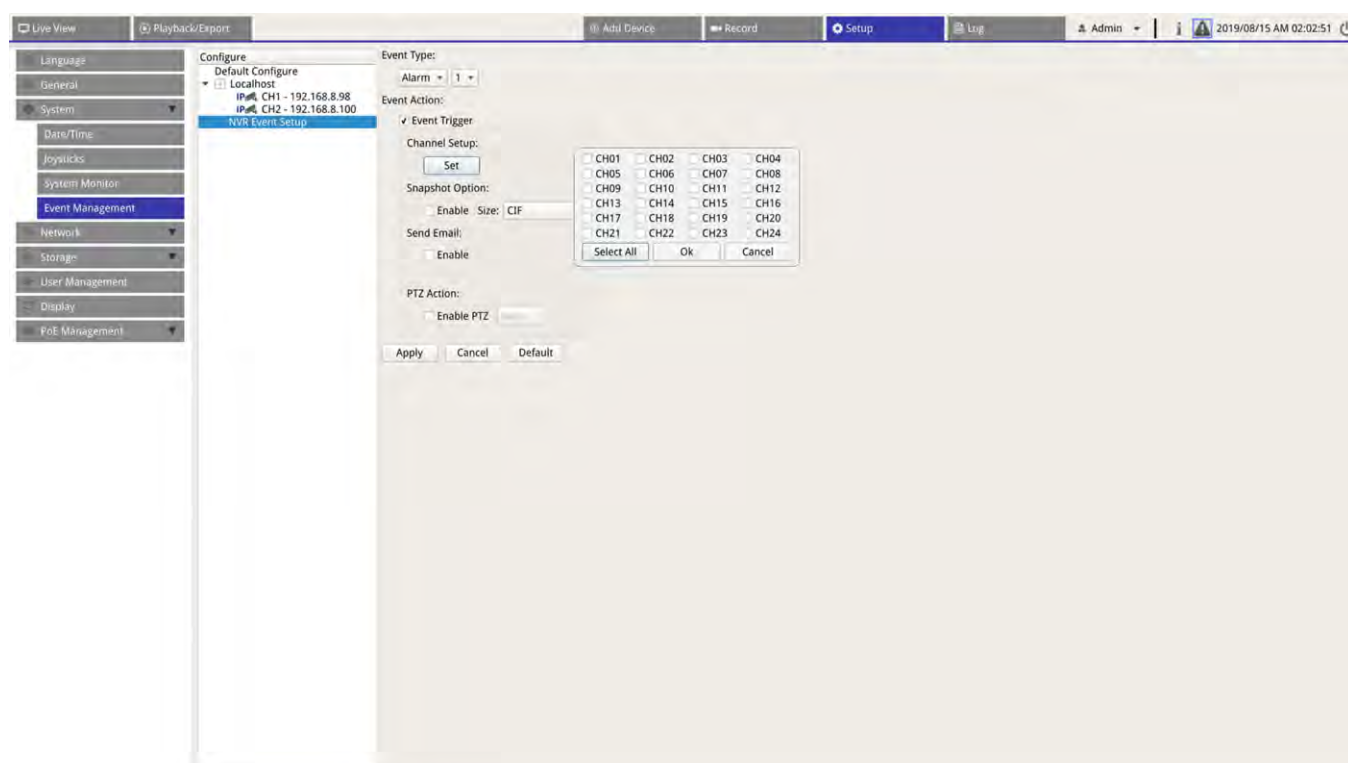 Live View Playback/Export Add Device Record Setup Log Admin 2019/08/15 AM 02:02:51
Language
General
System
Date/Time
Joysticks
System Monitor
Event Management
Network
Storage
User Management
Display
PoE Management
Configure
Default Configure
Localhost
IP CH1 - 192.168.8.98
IP CH2 - 192.168.8.100
NVR Event Setup
Event Type:
Alarm 1
Event Action:
Event Trigger
Channel Setup:
Set
Snapshot Option:
Enable Size: CIF
Send Email:
Enable
PTZ Action:
Enable PTZ
Apply Cancel Default
CH01 CH02 CH03 CH04
CH05 CH06 CH07 CH08
CH09 CH10 CH11 CH12
CH13 CH14 CH15 CH16
CH17 CH18 CH19 CH20
CH21 CH22 CH23 CH24
Select All Ok Cancel